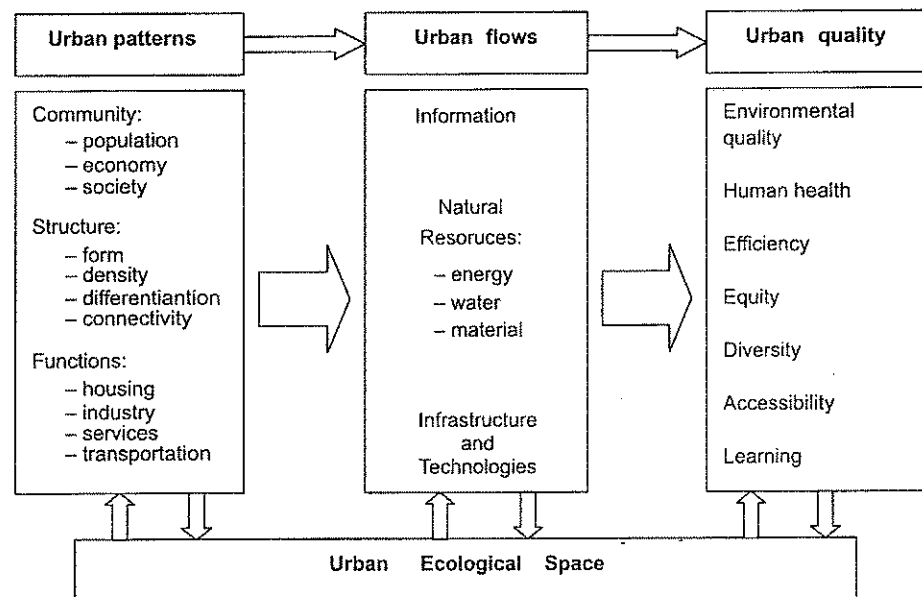 Urban patterns
Urban flows
Urban quality
Community:
– population
– economy
– society
Structure:
– form
– density
– differentiantion
– connectivity
Functions:
– housing
– industry
– services
– transportation
Information
Natural
Resoruces:
– energy
– water
– material
Infrastructure
and
Technologies
Environmental
quality
Human health
Efficiency
Equity
Diversity
Accessibility
Learning
Urban Ecological Space